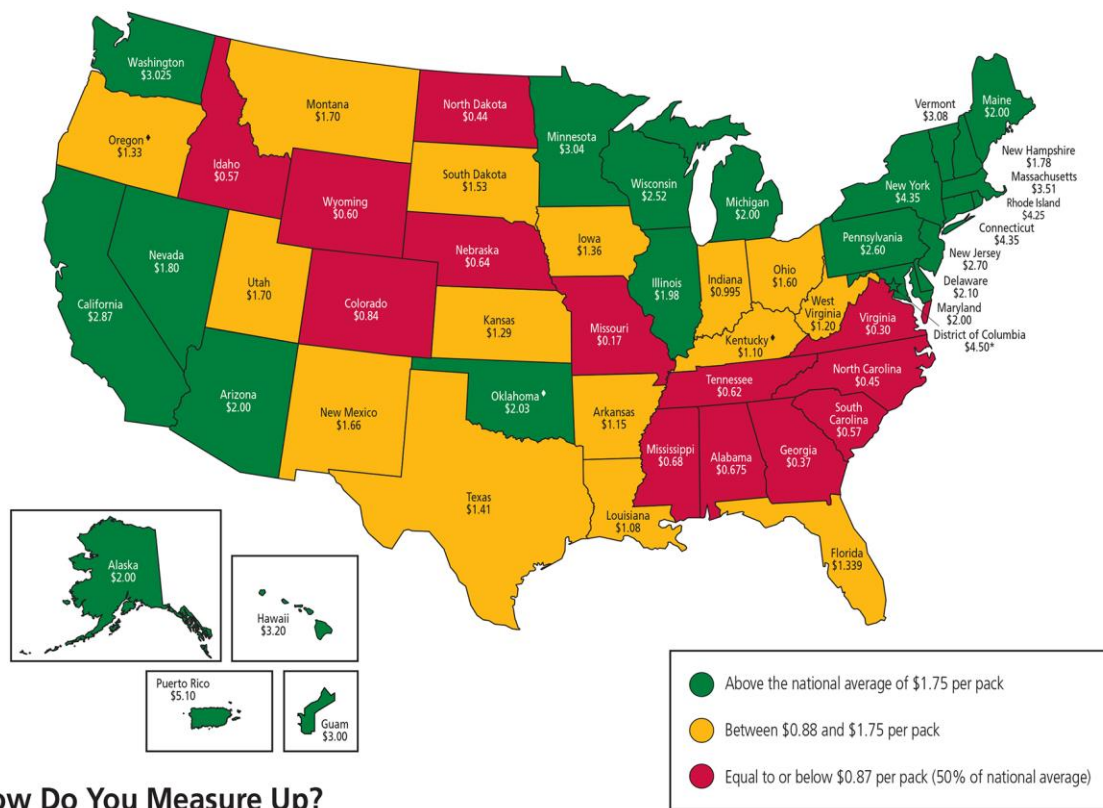 Washington
$3.025
Oregon♦
$1.33
California
$2.87
Nevada
$1.80
Idaho
$0.57
Montana
$1.70
Wyoming
$0.60
Utah
$1.70
Colorado
$0.84
Arizona
$2.00
New Mexico
$1.66
North Dakota
$0.44
South Dakota
$1.53
Nebraska
$0.64
Kansas
$1.29
Oklahoma♦
$2.03
Texas
$1.41
Minnesota
$3.04
Iowa
$1.36
Missouri
$0.17
Arkansas
$1.15
Louisiana
$1.08
Wisconsin
$2.52
Illinois
$1.98
Michigan
$2.00
Indiana
$0.995
Ohio
$1.60
Kentucky♦
$1.10
Tennessee
$0.62
Mississippi
$0.68
Alabama
$0.675
Georgia
$0.37
Florida
$1.339
South
Carolina
$0.57
North Carolina
$0.45
Virginia
$0.30
West
Virginia
$1.20
Pennsylvania
$2.60
New York
$4.35
Vermont
$3.08
Maine
$2.00
New Hampshire
$1.78
Massachusetts
$3.51
Rhode Island
$4.25
Connecticut
$4.35
New Jersey
$2.70
Delaware
$2.10
Maryland
$2.00
District of Columbia
$4.50*
Alaska
$2.00
Hawaii
$3.20
Puerto Rico
$5.10
Guam
$3.00
Above the national average of $1.75 per pack
Between $0.88 and $1.75 per pack
Equal to or below $0.87 per pack (50% of national average)
ow Do You Measure Up?